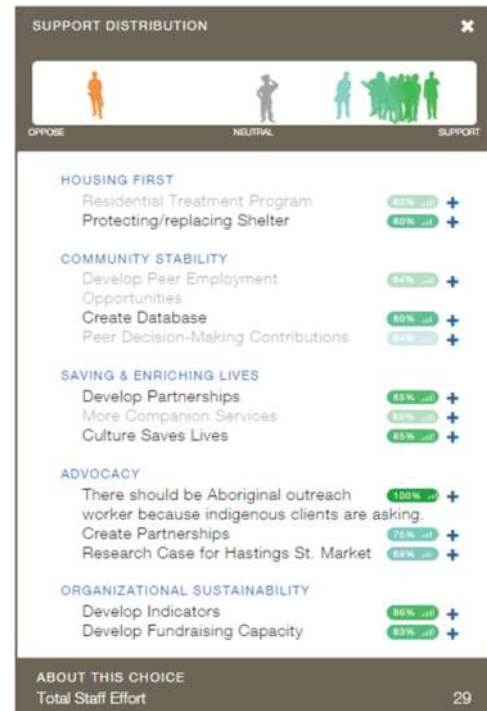 SUPPORT DISTRIBUTION
OPPOSE NEUTRAL SUPPORT
HOUSING FIRST
Residential Treatment Program
Protecting/replacing Shelter 80%
COMMUNITY STABILITY
Develop Peer Employment
Opportunities
Create Database 80%
Peer Decision-Making Contributions
SAVING & ENRICHING LIVES
Develop Partnerships 85%
More Companion Services
Culture Saves Lives 85%
ADVOCACY
There should be Aboriginal outreach 100%
worker because indigenous clients are asking.
Create Partnerships 75%
Research Case for Hastings St. Market
ORGANIZATIONAL SUSTAINABILITY
Develop Indicators 86%
Develop Fundraising Capacity
ABOUT THIS CHOICE
Total Staff Effort 29